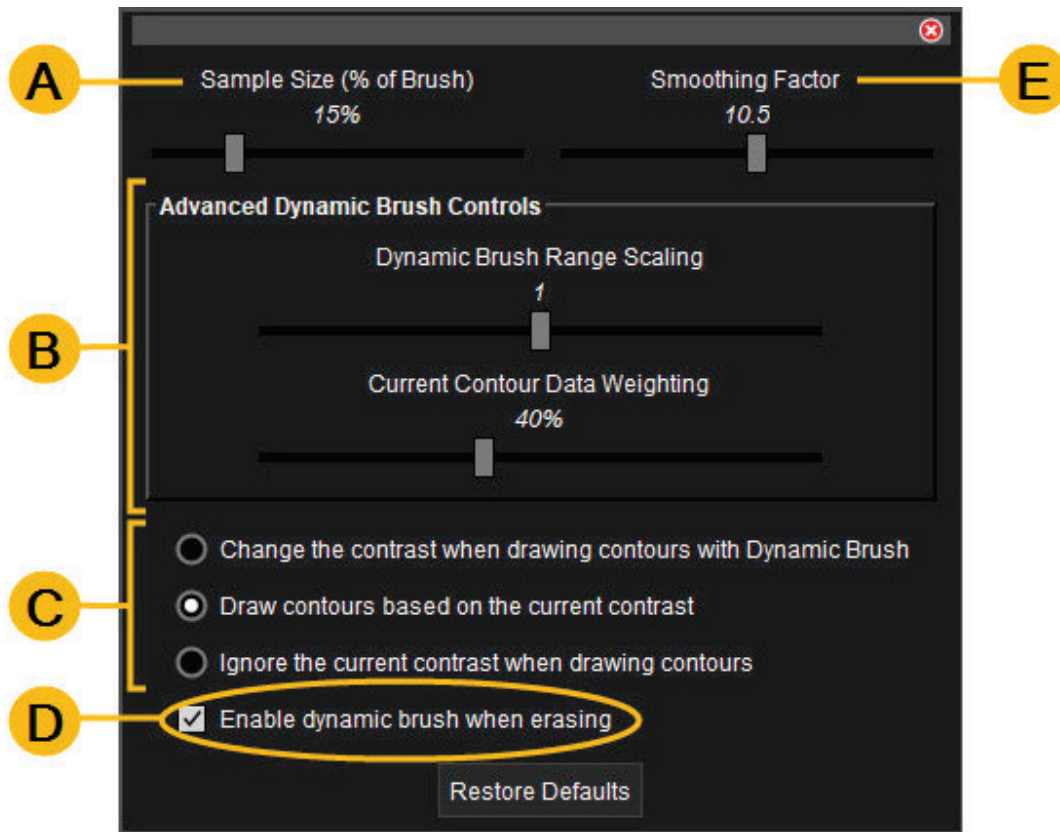 A
Sample Size (% of Brush)
15%
Smoothing Factor
10.5
E
B
Advanced Dynamic Brush Controls
Dynamic Brush Range Scaling
1
Current Contour Data Weighting
40%
C
Change the contrast when drawing contours with Dynamic Brush
Draw contours based on the current contrast
Ignore the current contrast when drawing contours
D
Enable dynamic brush when erasing
Restore Defaults